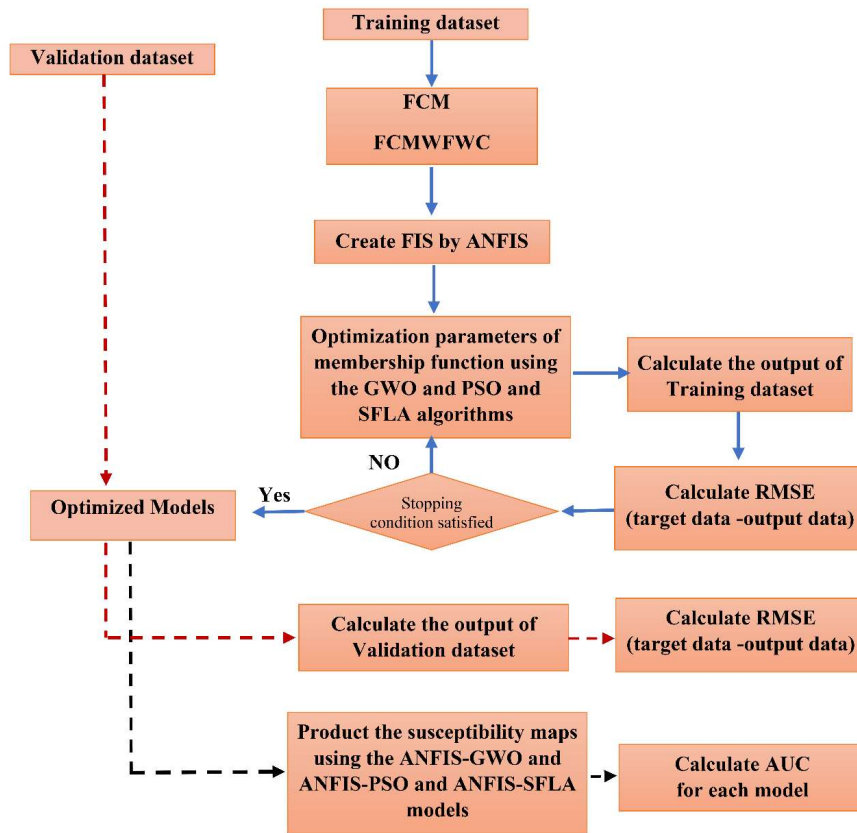 Training dataset
Validation dataset
FCM
FCMWFWC
Create FIS by ANFIS
Optimization parameters of
membership function using
the GWO and PSO and
SFLA algorithms
Calculate the output of
Training dataset
NO
Yes
Stopping
condition satisfied
Calculate RMSE
(target data -output data)
Optimized Models
Calculate the output of
Validation dataset
Calculate RMSE
(target data -output data)
Product the susceptibility maps
using the ANFIS-GWO and
ANFIS-PSO and ANFIS-SFLA
models
Calculate AUC
for each model